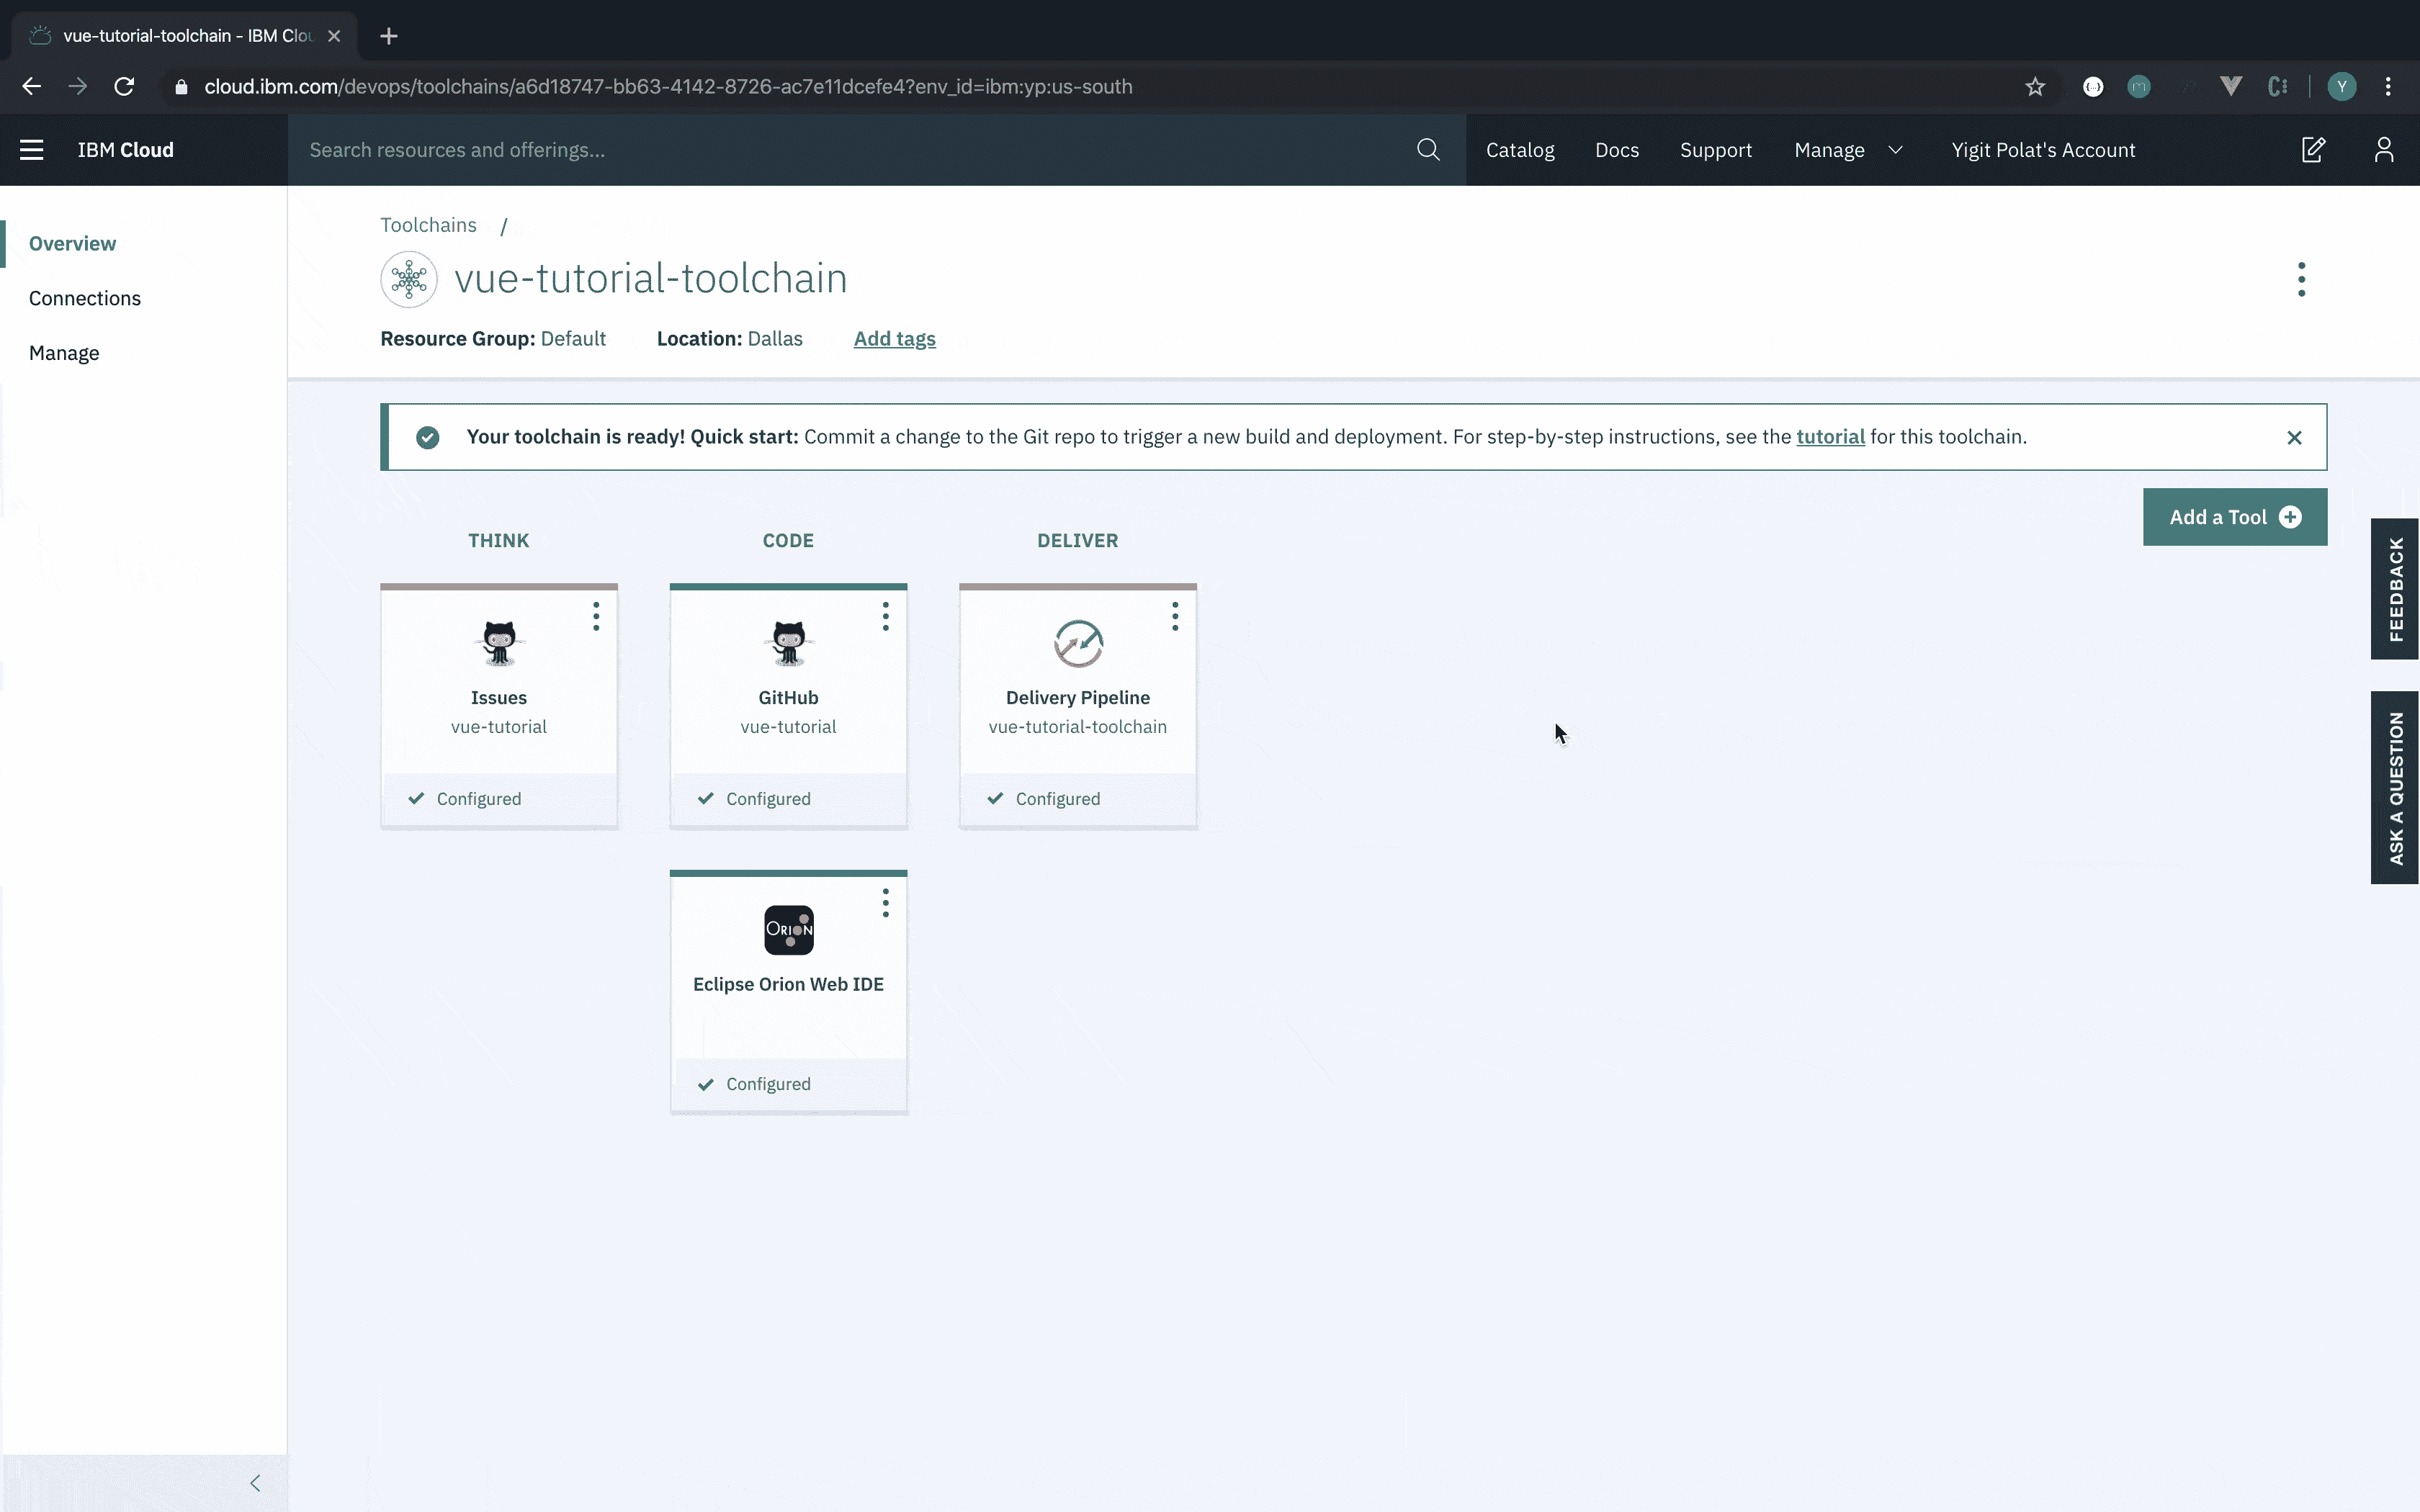 vue-tutorial-toolchain - IBM Clou
cloud.ibm.com/devops/toolchains/a6d18747-bb63-4142-8726-ac7e11dcefe4?env_id=ibm:yp:us-south
Y
IBM Cloud
Search resources and offerings...
Catalog
Docs
Support
Manage
Yigit Polat's Account
Overview
Connections
Manage
Toolchains /
vue-tutorial-toolchain
Resource Group: Default
Location: Dallas
Add tags
Your toolchain is ready! Quick start: Commit a change to the Git repo to trigger a new build and deployment. For step-by-step instructions, see the tutorial for this toolchain.
Add a Tool
FEEDBACK
ASK A QUESTION
THINK
CODE
DELIVER
Issues
vue-tutorial
Configured
GitHub
vue-tutorial
Configured
Delivery Pipeline
vue-tutorial-toolchain
Configured
ORION
Eclipse Orion Web IDE
Configured